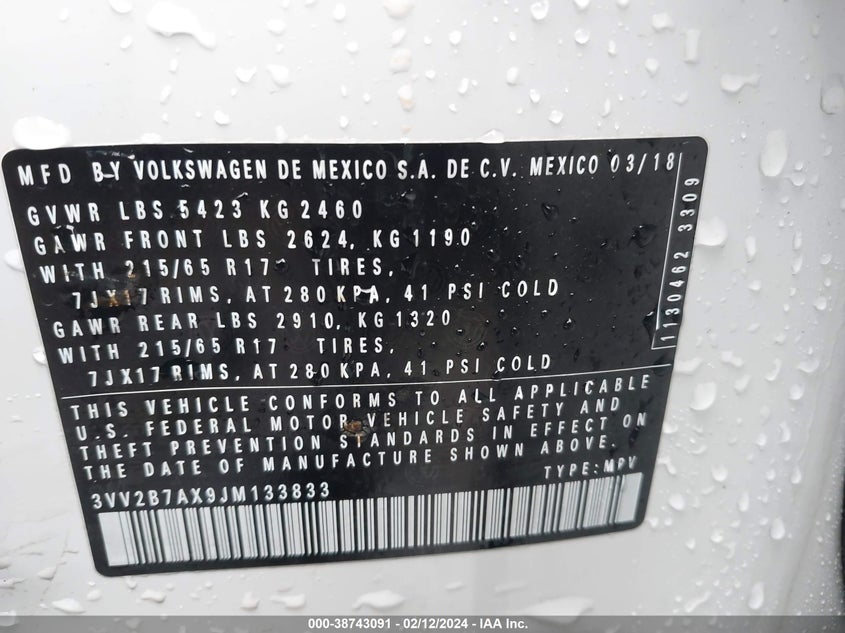 MFD BY VOLKSWAGEN DE MEXICO S.A. DE C.V. MEXICO 03/18
GVWR LBS 5423 KG 2460
GAWR FRONT LBS 2624, KG 1190
WITH 215/65 R17 TIRES,
7JX17 RIMS, AT 280 KPA, 41 PSI COLD
GAWR REAR LBS 2910, KG 1320
WITH 215/65 R17 TIRES,
7JX17 RIMS, AT 280 KPA, 41 PSI COLD
1130462 3309
THIS VEHICLE CONFORMS TO ALL APPLICABLE
U.S. FEDERAL MOTOR VEHICLE SAFETY AND
THEFT PREVENTION STANDARDS IN EFFECT ON
THE DATE OF MANUFACTURE SHOWN ABOVE.
3VV2B7AX9JM133833 TYPE: MPV
000-38743091 - 02/12/2024 - IAA Inc.